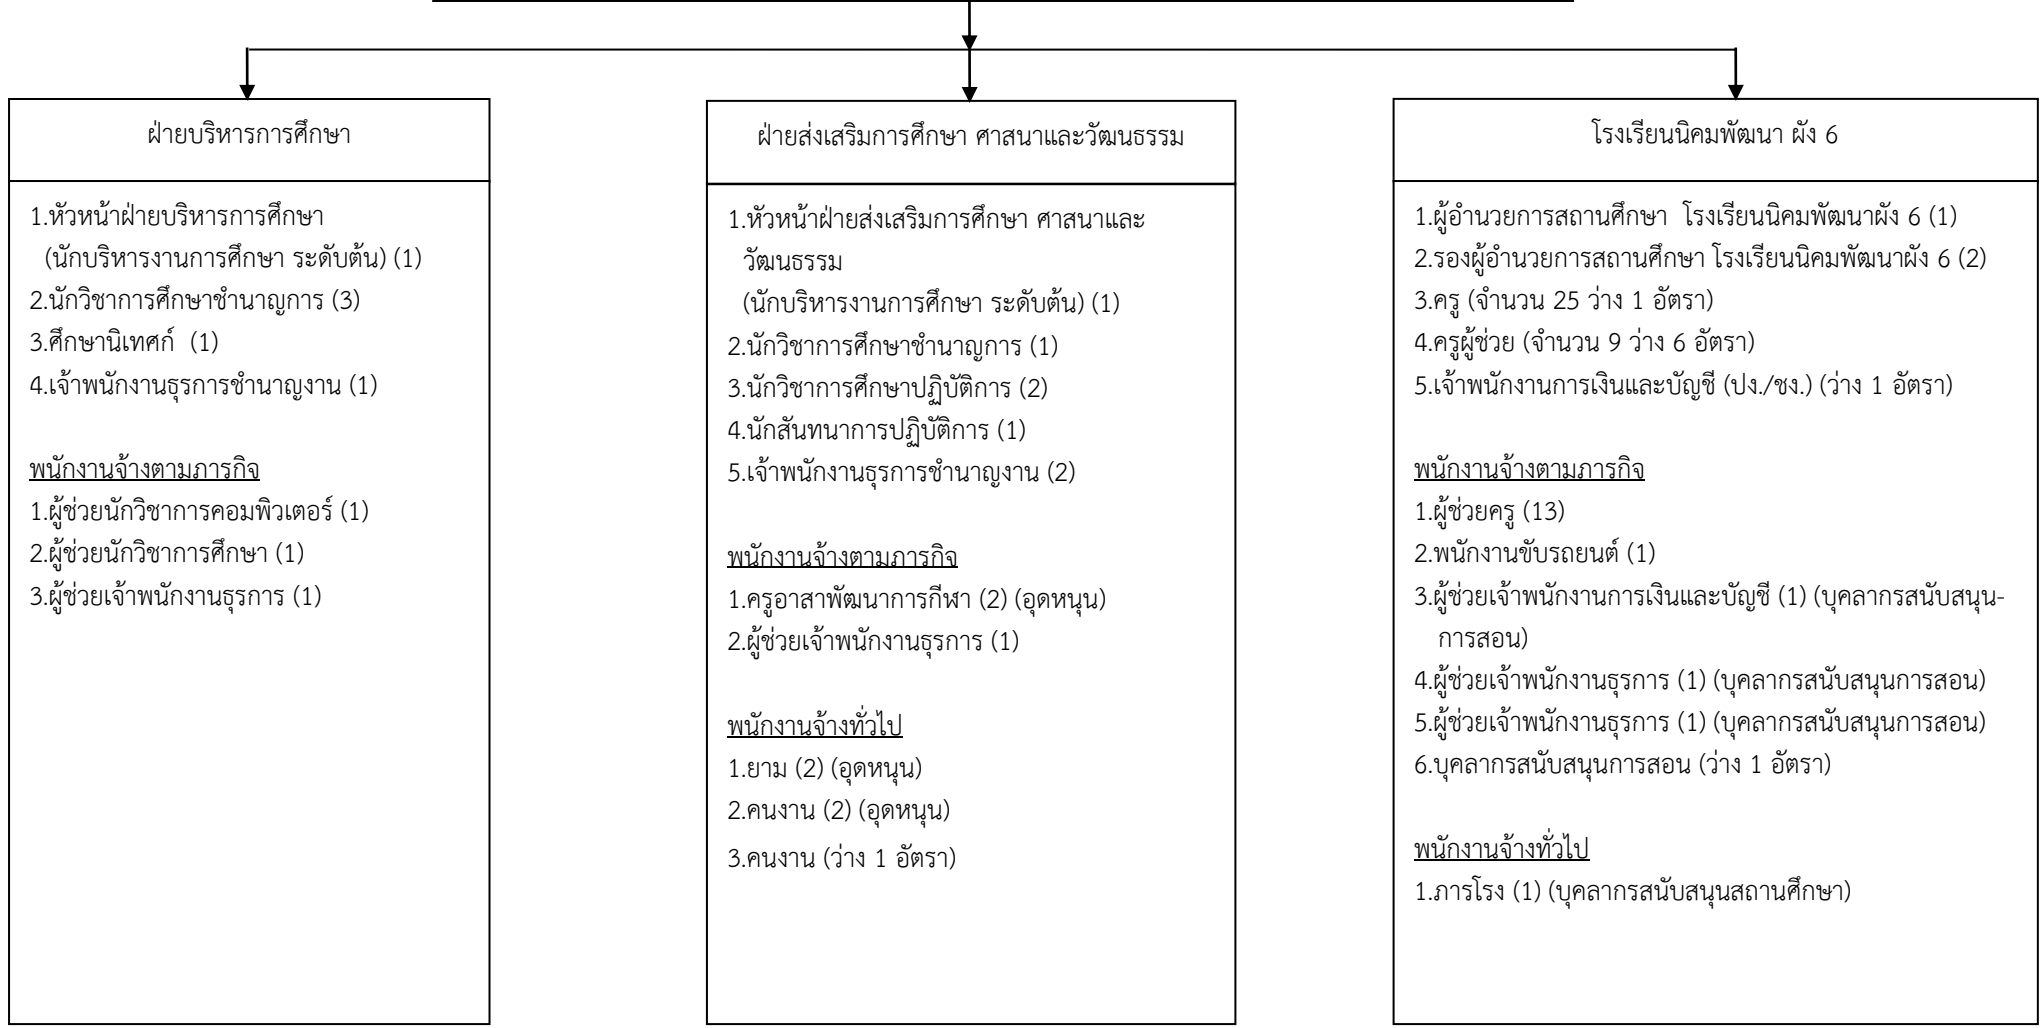 ฝ่ายบริหารการศึกษา
1.หัวหน้าฝ่ายบริหารการศึกษา
(นักบริหารงานการศึกษา ระดับต้น) (1)
2.นักวิชาการศึกษาชำนาญการ (3)
3.ศึกษานิเทศก์ (1)
4.เจ้าพนักงานธุรการชำนาญงาน (1)
พนักงานจ้างตามภารกิจ
1.ผู้ช่วยนักวิชาการคอมพิวเตอร์ (1)
2.ผู้ช่วยนักวิชาการศึกษา (1)
3.ผู้ช่วยเจ้าพนักงานธุรการ (1)
ฝ่ายส่งเสริมการศึกษา ศาสนาและวัฒนธรรม
1.หัวหน้าฝ่ายส่งเสริมการศึกษา ศาสนาและ
วัฒนธรรม
(นักบริหารงานการศึกษา ระดับต้น) (1)
2.นักวิชาการศึกษาชำนาญการ (1)
3.นักวิชาการศึกษาปฏิบัติการ (2)
4.นักสันทนาการปฏิบัติการ (1)
5.เจ้าพนักงานธุรการชำนาญงาน (2)
พนักงานจ้างตามภารกิจ
1.ครูอาสาพัฒนาการกีฬา (2) (อุดหนุน)
2.ผู้ช่วยเจ้าพนักงานธุรการ (1)
พนักงานจ้างทั่วไป
1.ยาม (2) (อุดหนุน)
2.คนงาน (2) (อุดหนุน)
3.คนงาน (ว่าง 1 อัตรา)
โรงเรียนนิคมพัฒนา ผัง 6
1.ผู้อำนวยการสถานศึกษา โรงเรียนนิคมพัฒนาผัง 6 (1)
2.รองผู้อำนวยการสถานศึกษา โรงเรียนนิคมพัฒนาผัง 6 (2)
3.ครู (จำนวน 25 ว่าง 1 อัตรา)
4.ครูผู้ช่วย (จำนวน 9 ว่าง 6 อัตรา)
5.เจ้าพนักงานการเงินและบัญชี (ปง./ชง.) (ว่าง 1 อัตรา)
พนักงานจ้างตามภารกิจ
1.ผู้ช่วยครู (13)
2.พนักงานขับรถยนต์ (1)
3.ผู้ช่วยเจ้าพนักงานการเงินและบัญชี (1) (บุคลากรสนับสนุน-
การสอน)
4.ผู้ช่วยเจ้าพนักงานธุรการ (1) (บุคลากรสนับสนุนการสอน)
5.ผู้ช่วยเจ้าพนักงานธุรการ (1) (บุคลากรสนับสนุนการสอน)
6.บุคลากรสนับสนุนการสอน (ว่าง 1 อัตรา)
พนักงานจ้างทั่วไป
1.ภารโรง (1) (บุคลากรสนับสนุนสถานศึกษา)